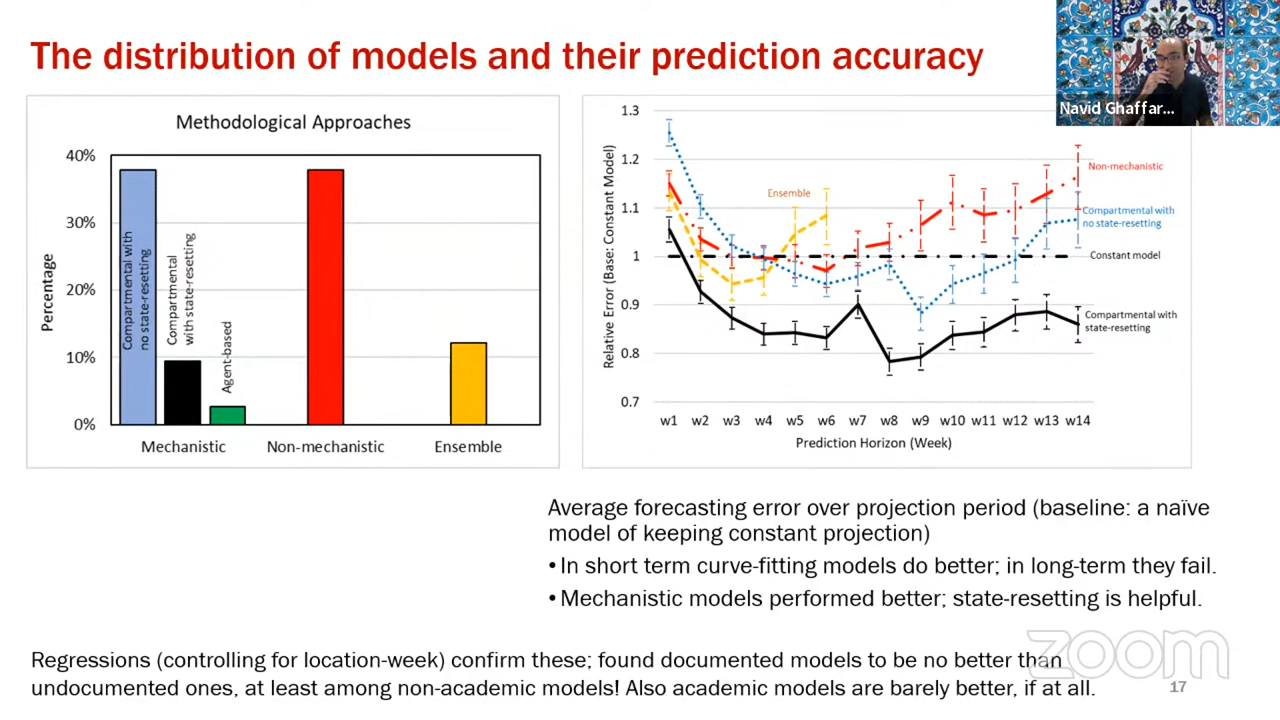 The distribution of models and their prediction accuracy
Navid Ghaffar...
Methodological Approaches
40%
30%
20%
10%
0%
Percentage
Compartmental with
no state-resetting
Compartmental
with state-resetting
Agent-based
Mechanistic
Non-mechanistic
Ensemble
1.3
1.2
1.1
1
0.9
0.8
0.7
Relative Error (Base: Constant Model)
Ensemble
Non-mechanistic
Compartmental with
no state-resetting
Constant model
Compartmental with
state-resetting
w1 w2 w3 w4 w5 w6 w7 w8 w9 w10 w11 w12 w13 w14
Prediction Horizon (Week)
Average forecasting error over projection period (baseline: a naïve
model of keeping constant projection)
•In short term curve-fitting models do better; in long-term they fail.
•Mechanistic models performed better; state-resetting is helpful.
Regressions (controlling for location-week) confirm these; found documented models to be no better than
undocumented ones, at least among non-academic models! Also academic models are barely better, if at all.
zoom
17